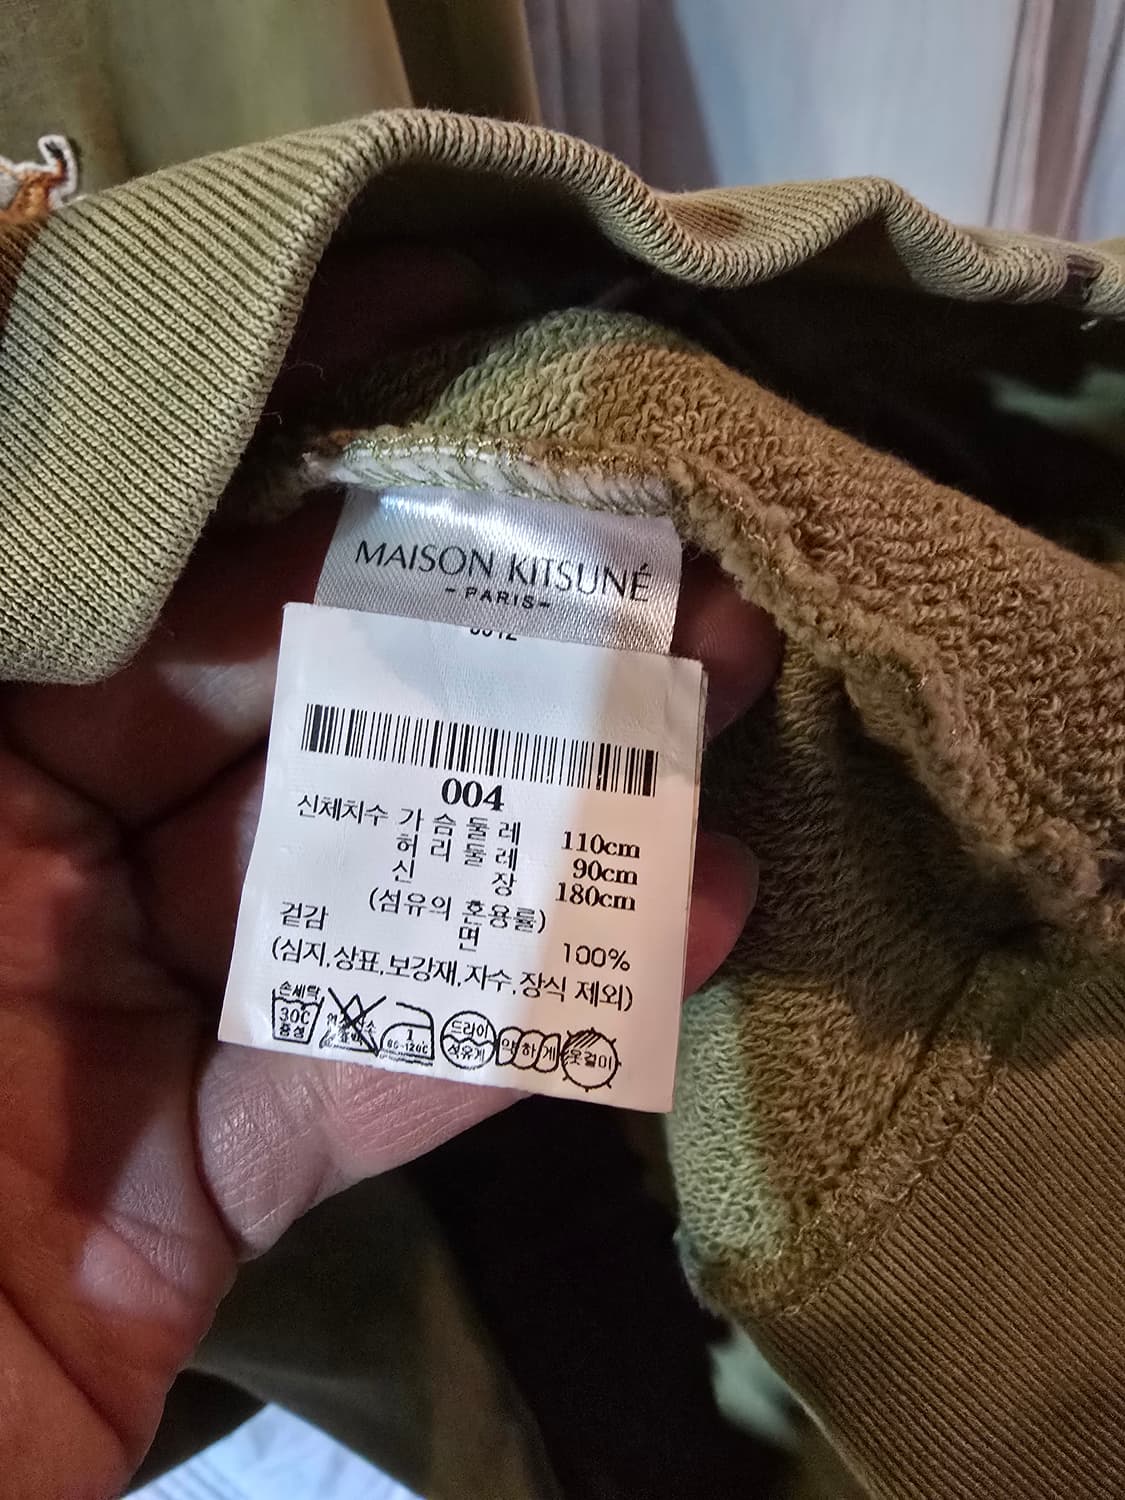 MAISON KITSUNÉ
-PARIS-
004
신체치수 가 슴 둘 레 110cm
허 리 둘 레 90cm
신 장 180cm
(섬유의 혼용률)
겉감 면 100%
(심지,상표,보강재,자수,장식 제외)
손세탁
30C
중성
1
80-120C
드라이
석유계
약하게
옷걸이